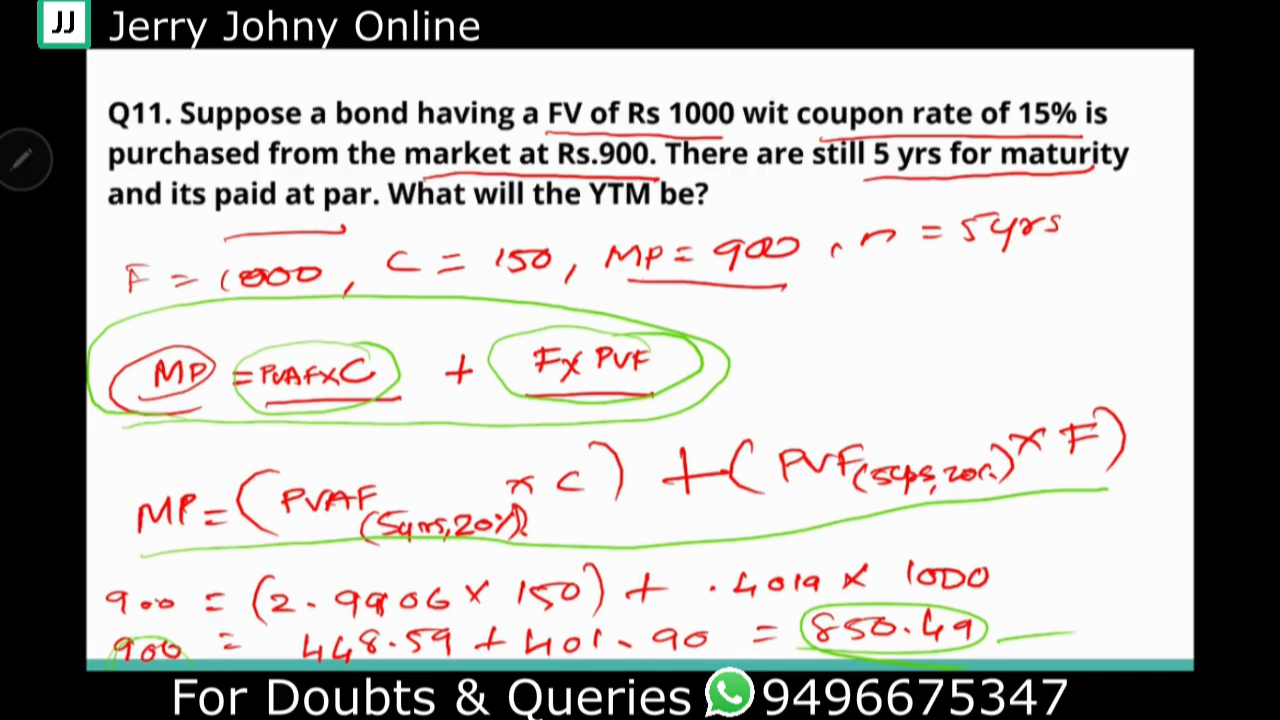 JJ Jerry Johny Online
Q11. Suppose a bond having a FV of Rs 1000 wit coupon rate of 15% is
purchased from the market at Rs.900. There are still 5 yrs for maturity
and its paid at par. What will the YTM be?
F = 1000, C = 150, MP = 900, n = 5yrs
MP = PVAF x C + F x PVF
MP = (PVAF(5yrs,20%) x C) + (PVF(5yrs,20%) x F)
900 = (2.9906 x 150) + .4019 x 1000
900 = 448.59 + 401.90 = 850.49
For Doubts & Queries 9496675347